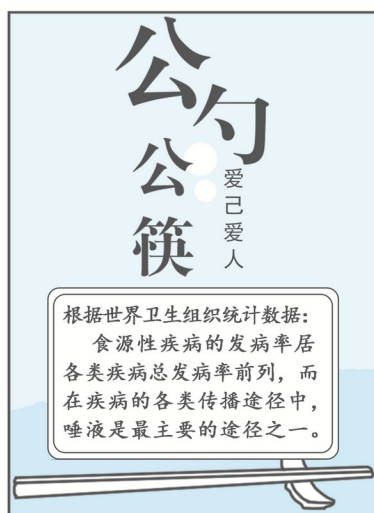 公勺
公筷
爱己爱人
根据世界卫生组织统计数据：
食源性疾病的发病率居
各类疾病总发病率前列，而
在疾病的各类传播途径中，
唾液是最主要的途径之一。